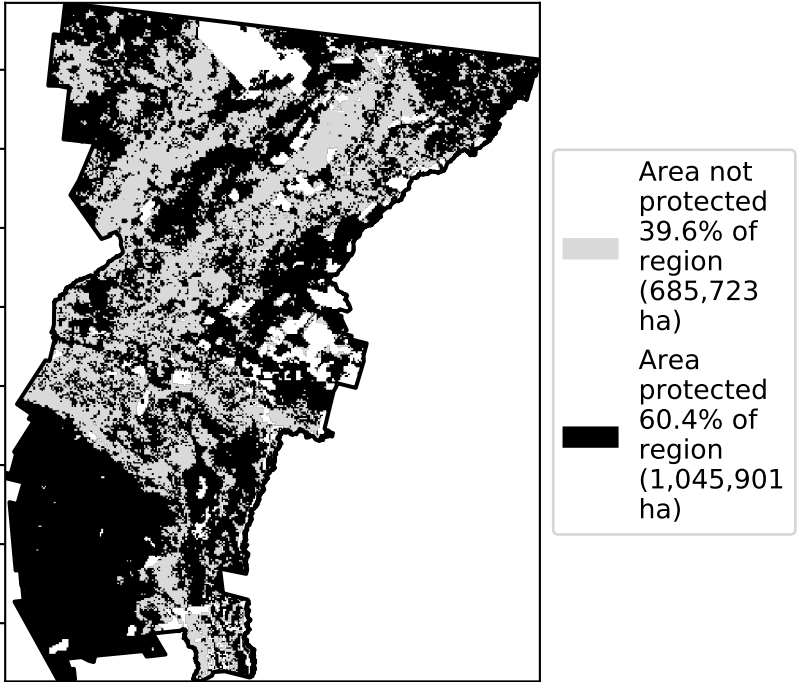 Area not
protected
39.6% of
region
(685,723
ha)
Area
protected
60.4% of
region
(1,045,901
ha)